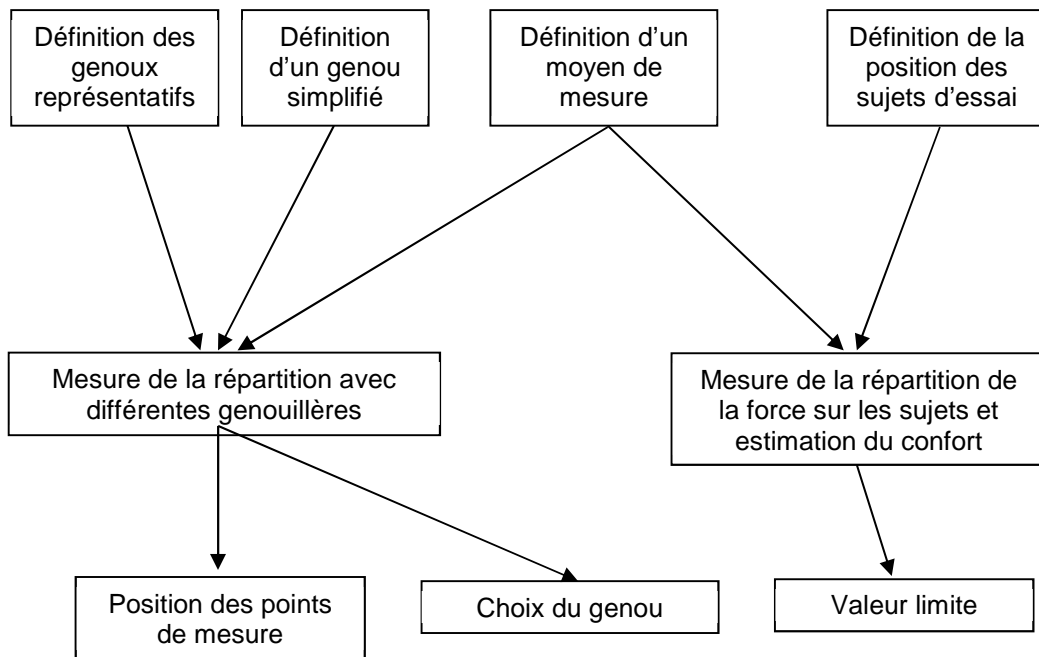 Définition des
genoux
représentatifs
Définition
d’un genou
simplifié
Définition d’un
moyen de
mesure
Définition de la
position des
sujets d’essai
Mesure de la répartition avec
différentes genouillères
Mesure de la répartition de
la force sur les sujets et
estimation du confort
Position des points
de mesure
Choix du genou
Valeur limite